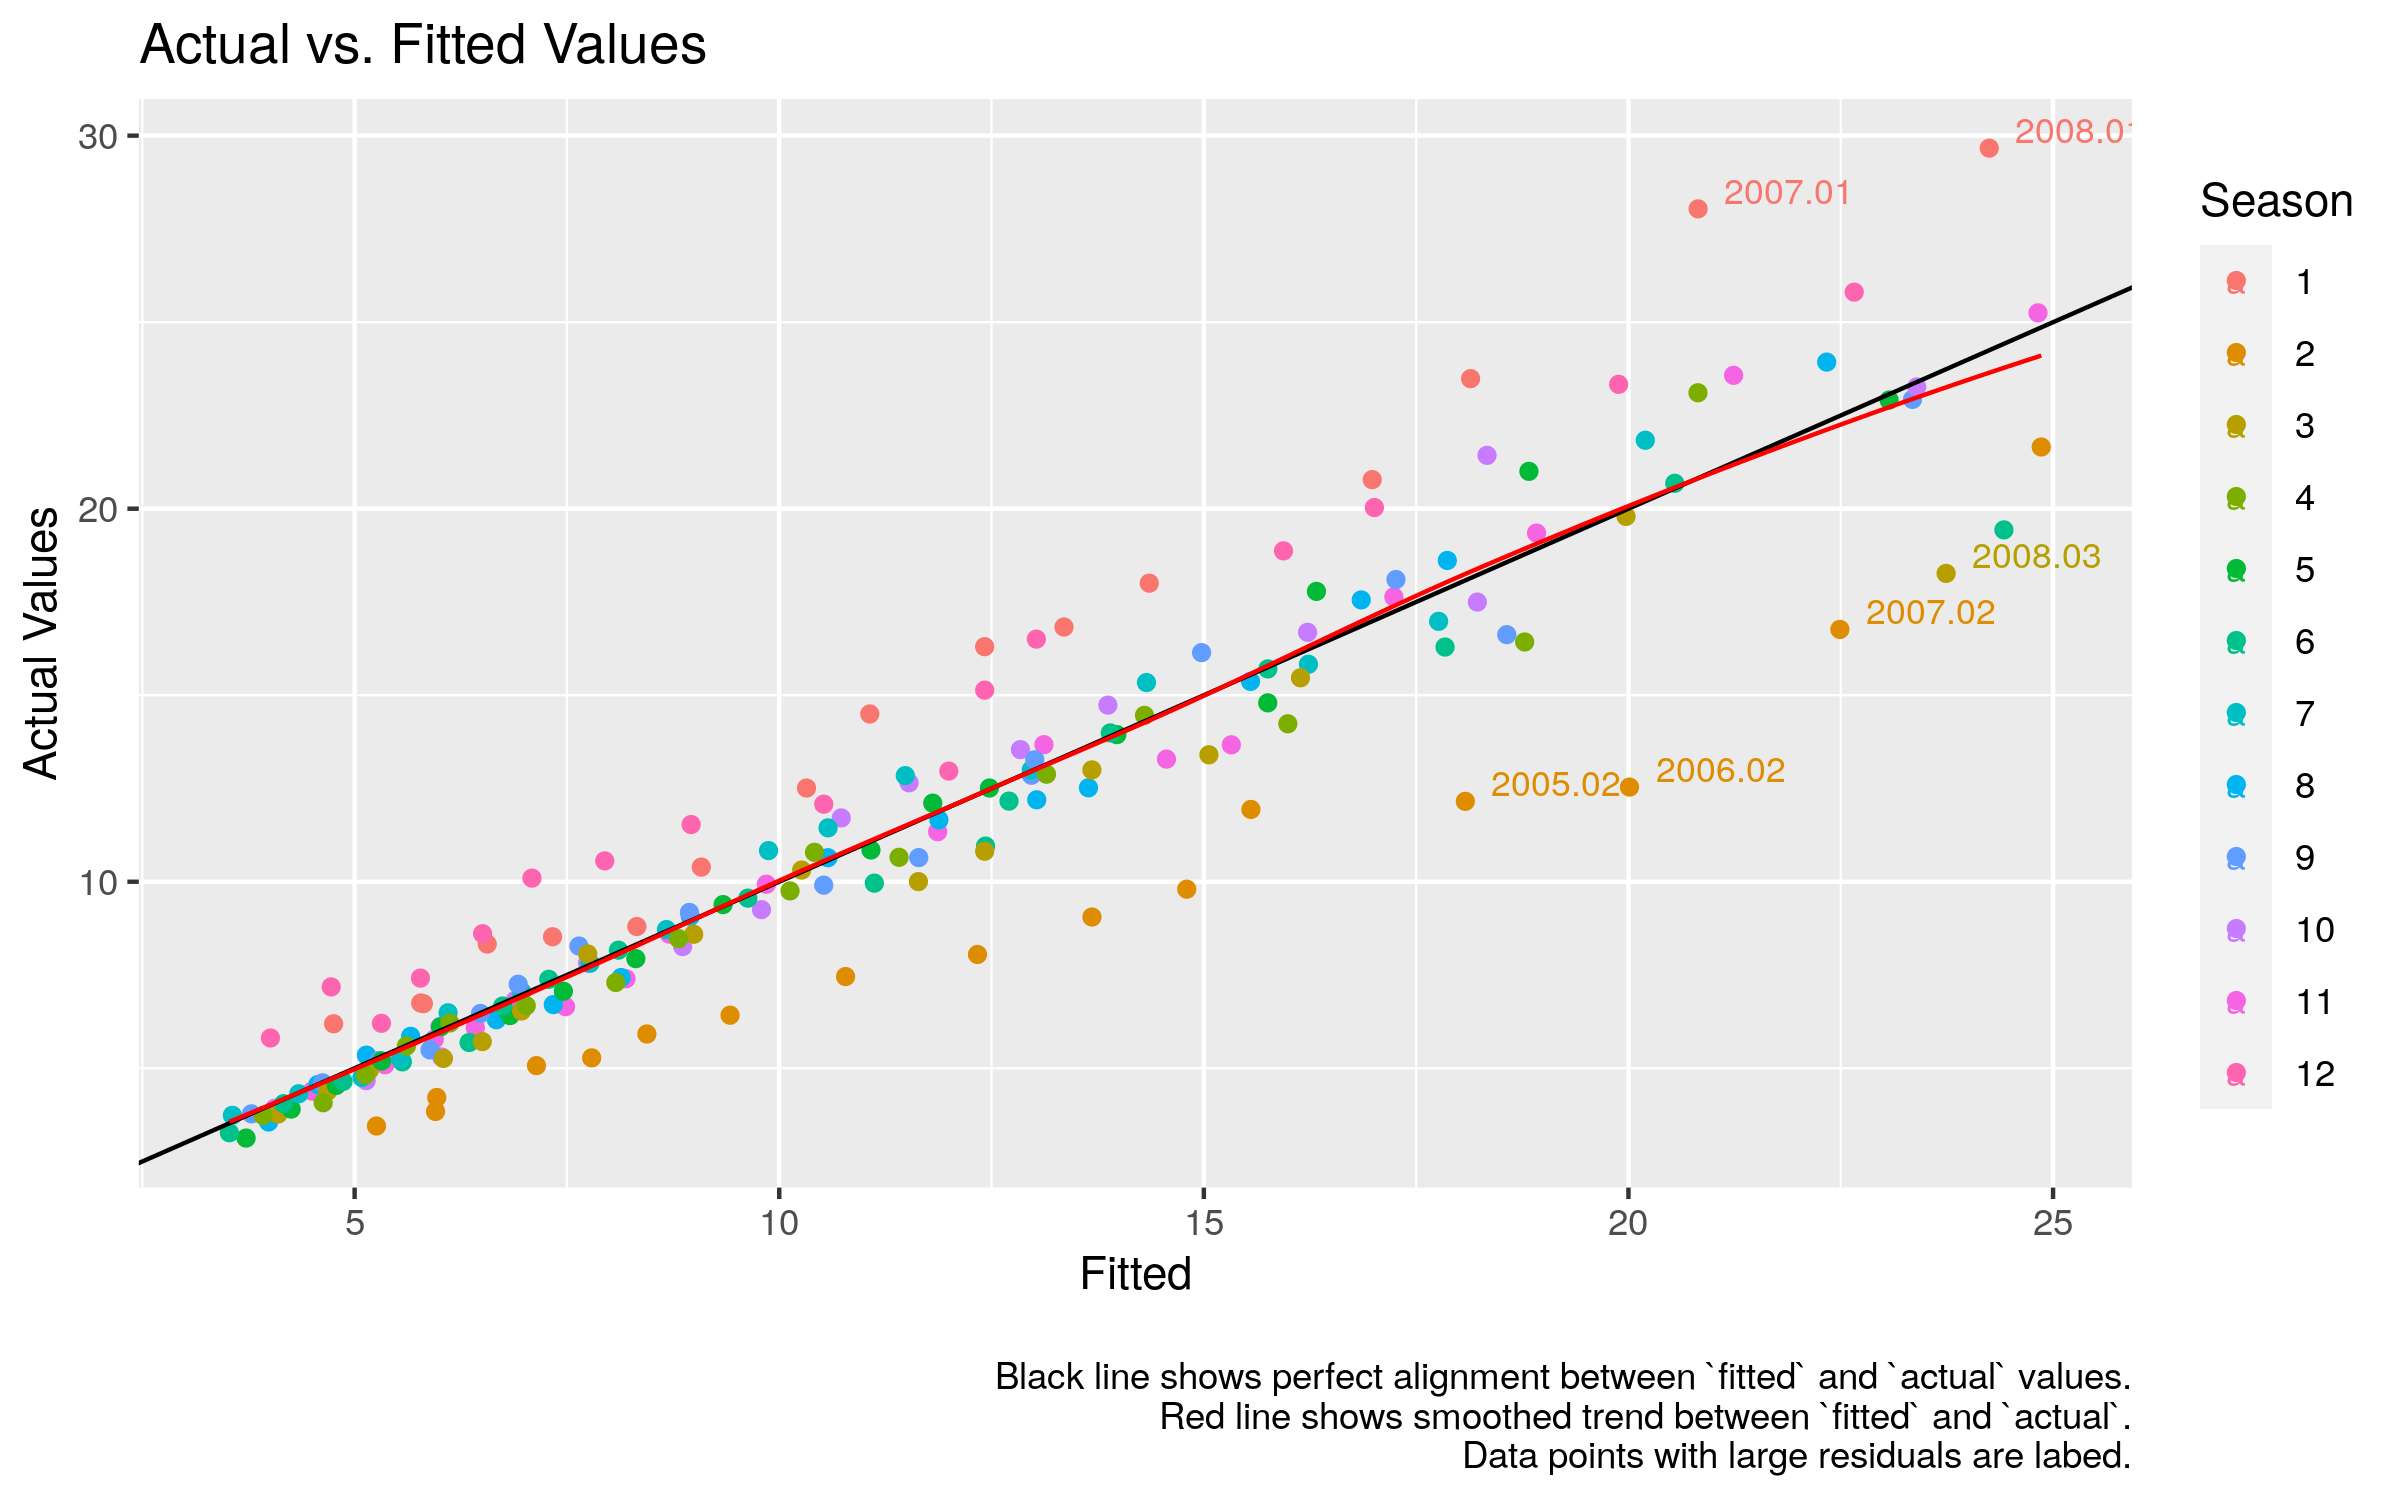 Actual vs. Fitted Values
30
20
10
Actual Values
2008.01
2007.01
2008.03
2007.02
2006.02
2005.02
5
10
15
20
25
Fitted
Season
a 1
a 2
a 3
a 4
a 5
a 6
a 7
a 8
a 9
a 10
a 11
a 12
Black line shows perfect alignment between `fitted` and `actual` values.
Red line shows smoothed trend between `fitted` and `actual`.
Data points with large residuals are labed.